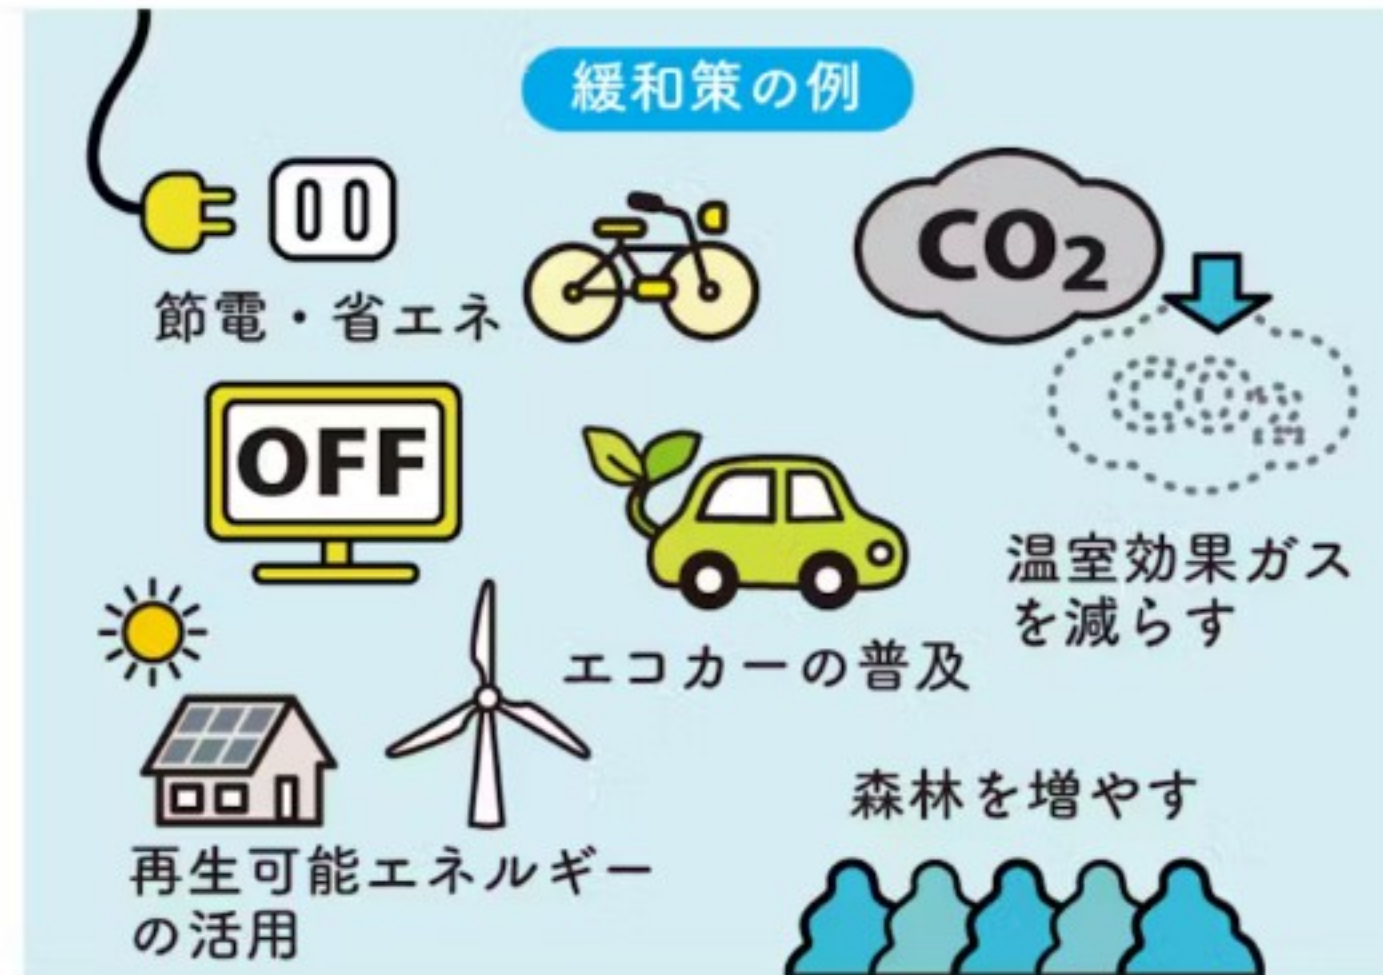 緩和策の例
節電・省エネ
CO₂
CO₂
OFF
温室効果ガス
を減らす
エコカーの普及
再生可能エネルギー
の活用
森林を増やす